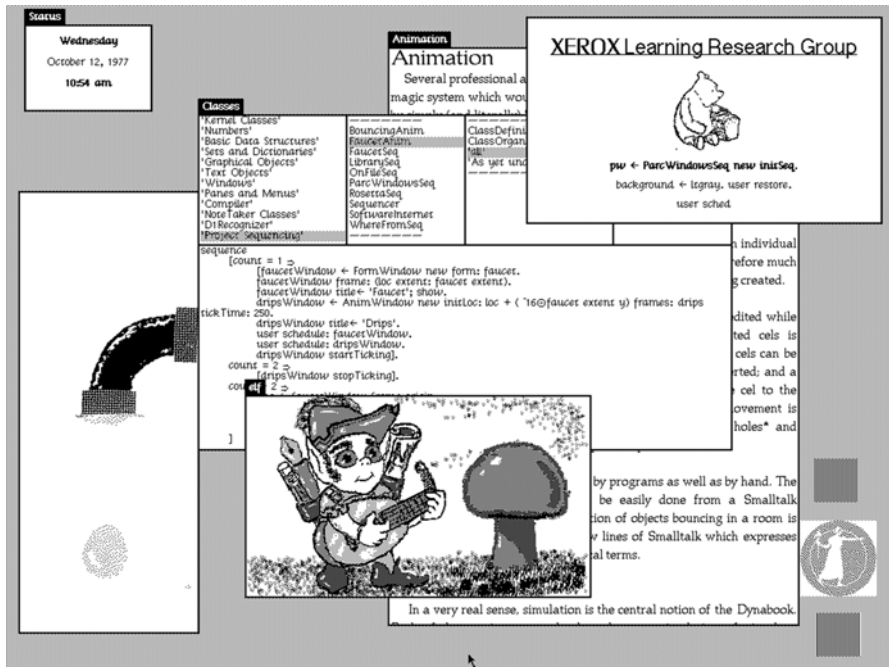 Status
Wednesday
October 12, 1977
10:54 am
Animation
Animation
Several professional a
magic system which wou
XEROX Learning Research Group
pw ← ParcWindowsSeq new initSeq.
background ← ltgray. user restore.
user sched
Classes
'Kernel Classes'
'Numbers'
'Basic Data Structures'
'Sets and Dictionaries'
'Graphical Objects'
'Text Objects'
'Windows'
'Panes and Menus'
'Compiler'
'NoteTaker Classes'
'D1Recognizer'
'Project Sequencing'
BouncingAnim
FaucetAnim
FaucetSeq
LibrarySeq
OnFileSeq
ParcWindowsSeq
RosettaSeq
Sequencer
SoftwareInternet
WhereFromSeq
ClassDefini
ClassOrgani
'all'
'As yet unc
sequence
[count = 1 ⇒
[faucetWindow ← FormWindow new form: faucet.
faucetWindow frame: (loc extent: faucet extent).
faucetWindow title← 'Faucet'; show.
dripsWindow ← AnimWindow new initLoc: loc + ( ¯16⊙faucet extent y) frames: drips
tickTime: 250.
dripsWindow title← 'Drips'.
user schedule: faucetWindow.
user schedule: dripsWindow.
dripsWindow startTicking].
count = 2 ⇒
[dripsWindow stopTicking].
cou 2 ⇒
]
elf
n individual
refore much
g created.
edited while
ted cels is
cels can be
erted; and a
e cel to the
ovement is
holes* and
by programs as well as by hand. The
be easily done from a Smalltalk
tion of objects bouncing in a room is
w lines of Smalltalk which expresses
cal terms.
In a very real sense, simulation is the central notion of the Dynabook.